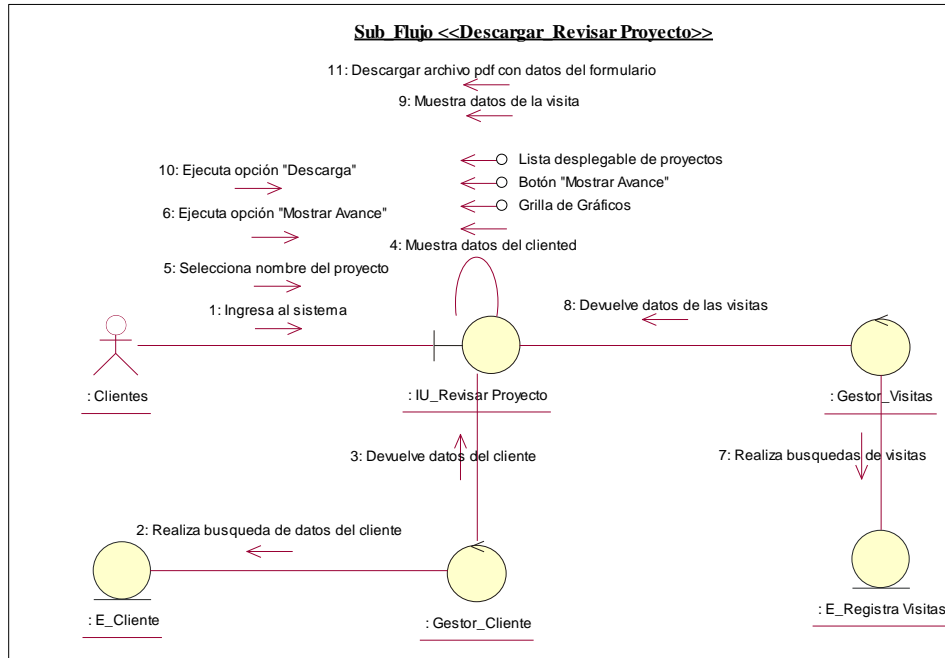 Sub_Flujo <<Descargar_Revisar Proyecto>>
11: Descargar archivo pdf con datos del formulario
9: Muestra datos de la visita
Lista desplegable de proyectos
10: Ejecuta opción "Descarga"
Botón "Mostrar Avance"
6: Ejecuta opción "Mostrar Avance"
Grilla de Gráficos
4: Muestra datos del cliented
5: Selecciona nombre del proyecto
1: Ingresa al sistema
8: Devuelve datos de las visitas
: Clientes
: IU_Revisar Proyecto
: Gestor_Visitas
3: Devuelve datos del cliente
7: Realiza busquedas de visitas
2: Realiza busqueda de datos del cliente
: E_Cliente
: Gestor_Cliente
: E_Registra Visitas